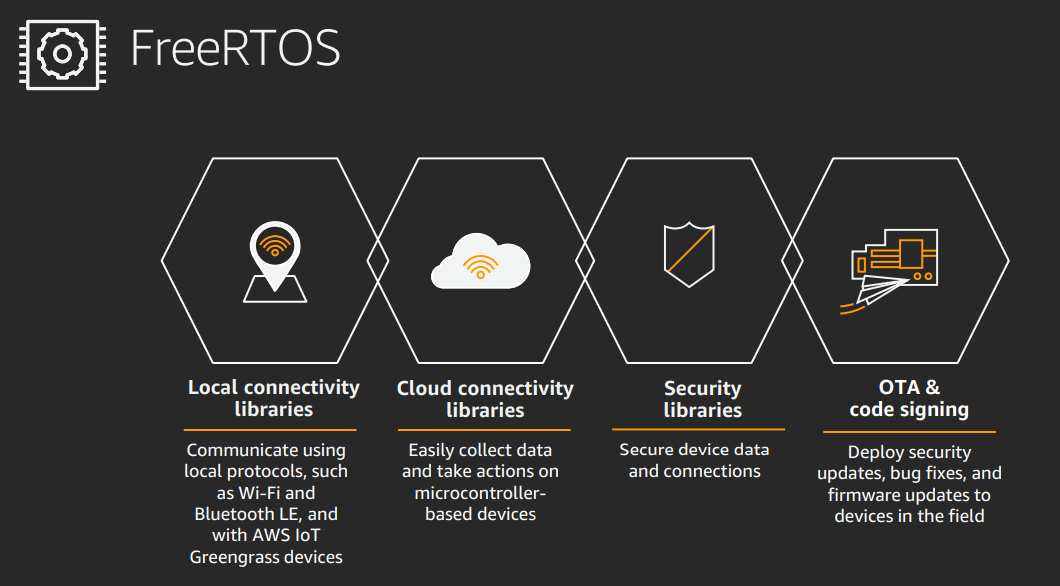 FreeRTOS
Local connectivity
libraries
Communicate using
local protocols, such
as Wi-Fi and
Bluetooth LE, and
with AWS IoT
Greengrass devices
Cloud connectivity
libraries
Easily collect data
and take actions on
microcontroller-
based devices
Security
libraries
Secure device data
and connections
OTA &
code signing
Deploy security
updates, bug fixes, and
firmware updates to
devices in the field